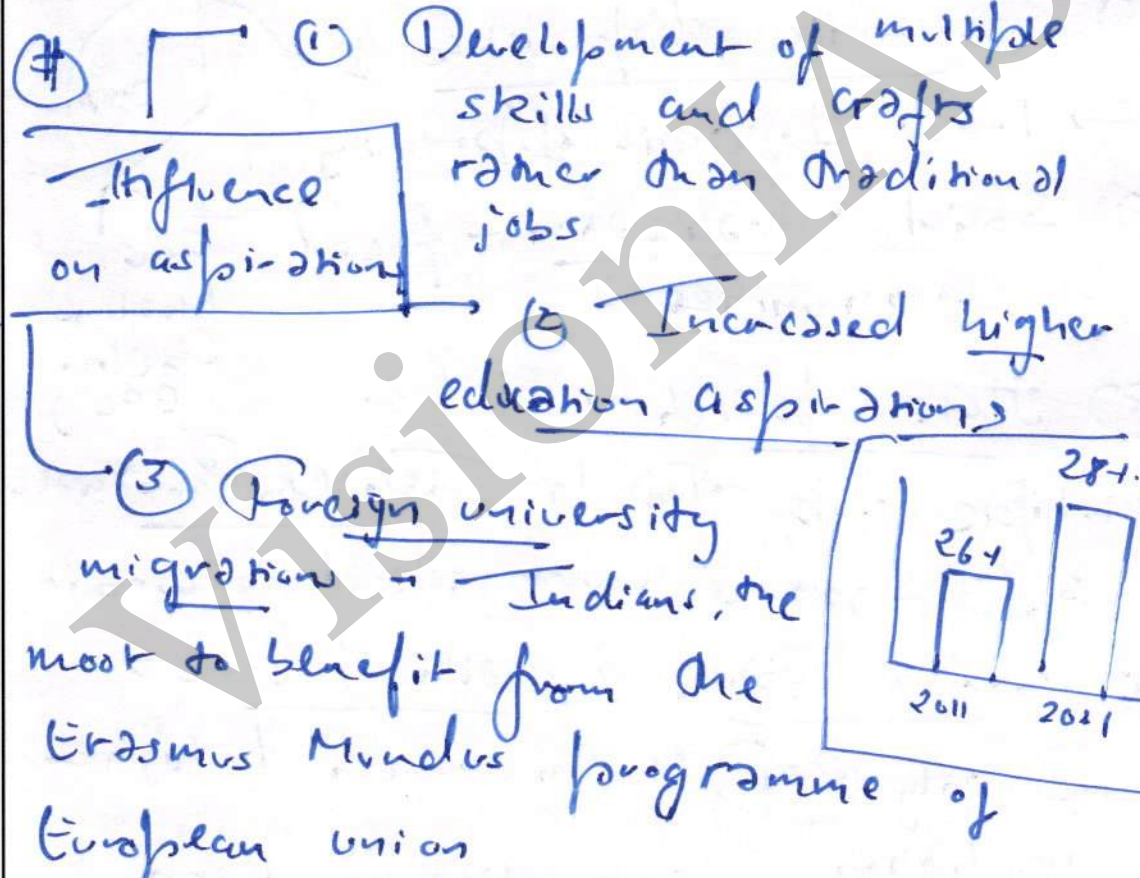 #
① Development of multiple
skills and crafts
rather than traditional
jobs
Influence
on aspirations
② Increased higher
education aspirations
28%
26%
2011 2021
③ Foreign university
migration - Indians, the
most to benefit from the
Erasmus Mundus programme of
European union
VisionIAS